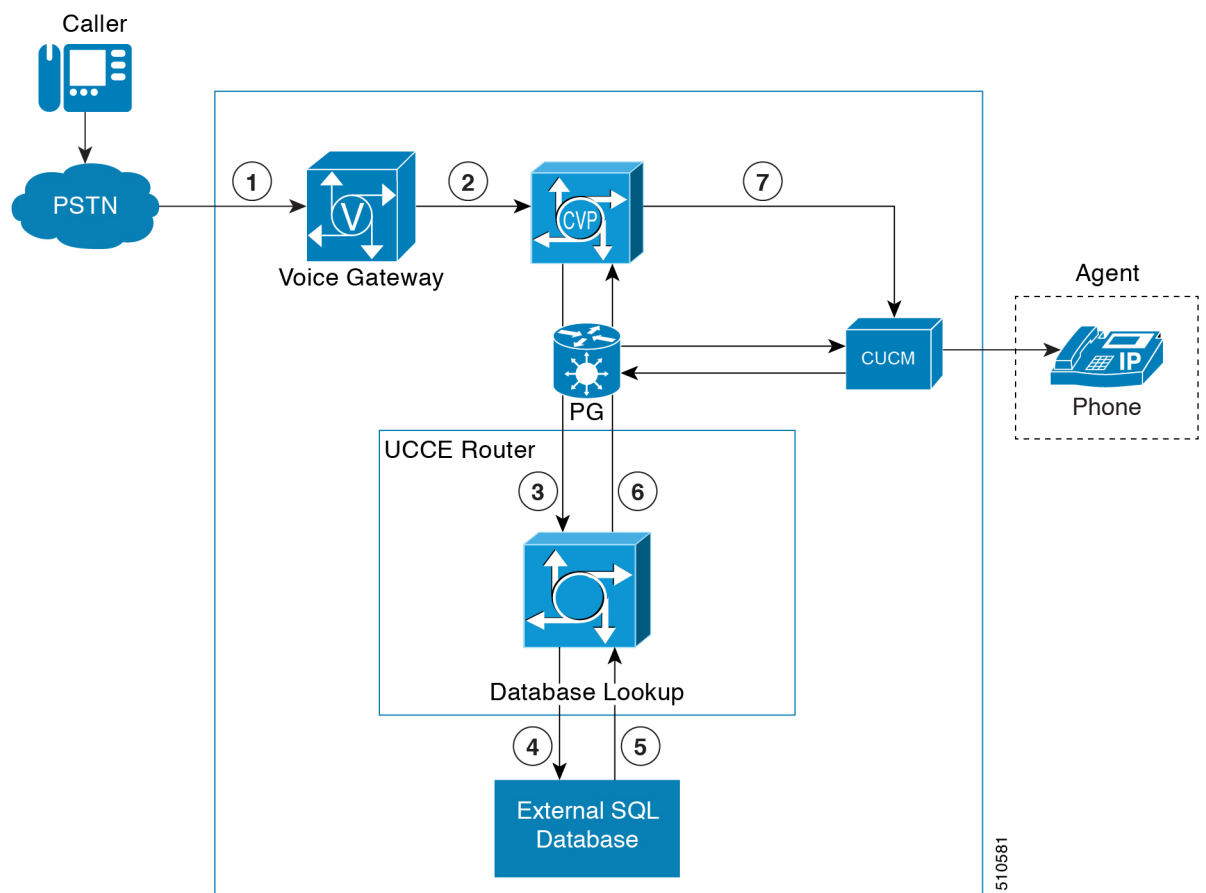 Caller
PSTN
1
V
Voice Gateway
2
CVP
7
PG
CUCM
Agent
IP
Phone
UCCE Router
3
6
Database Lookup
4
5
External SQL
Database
510581